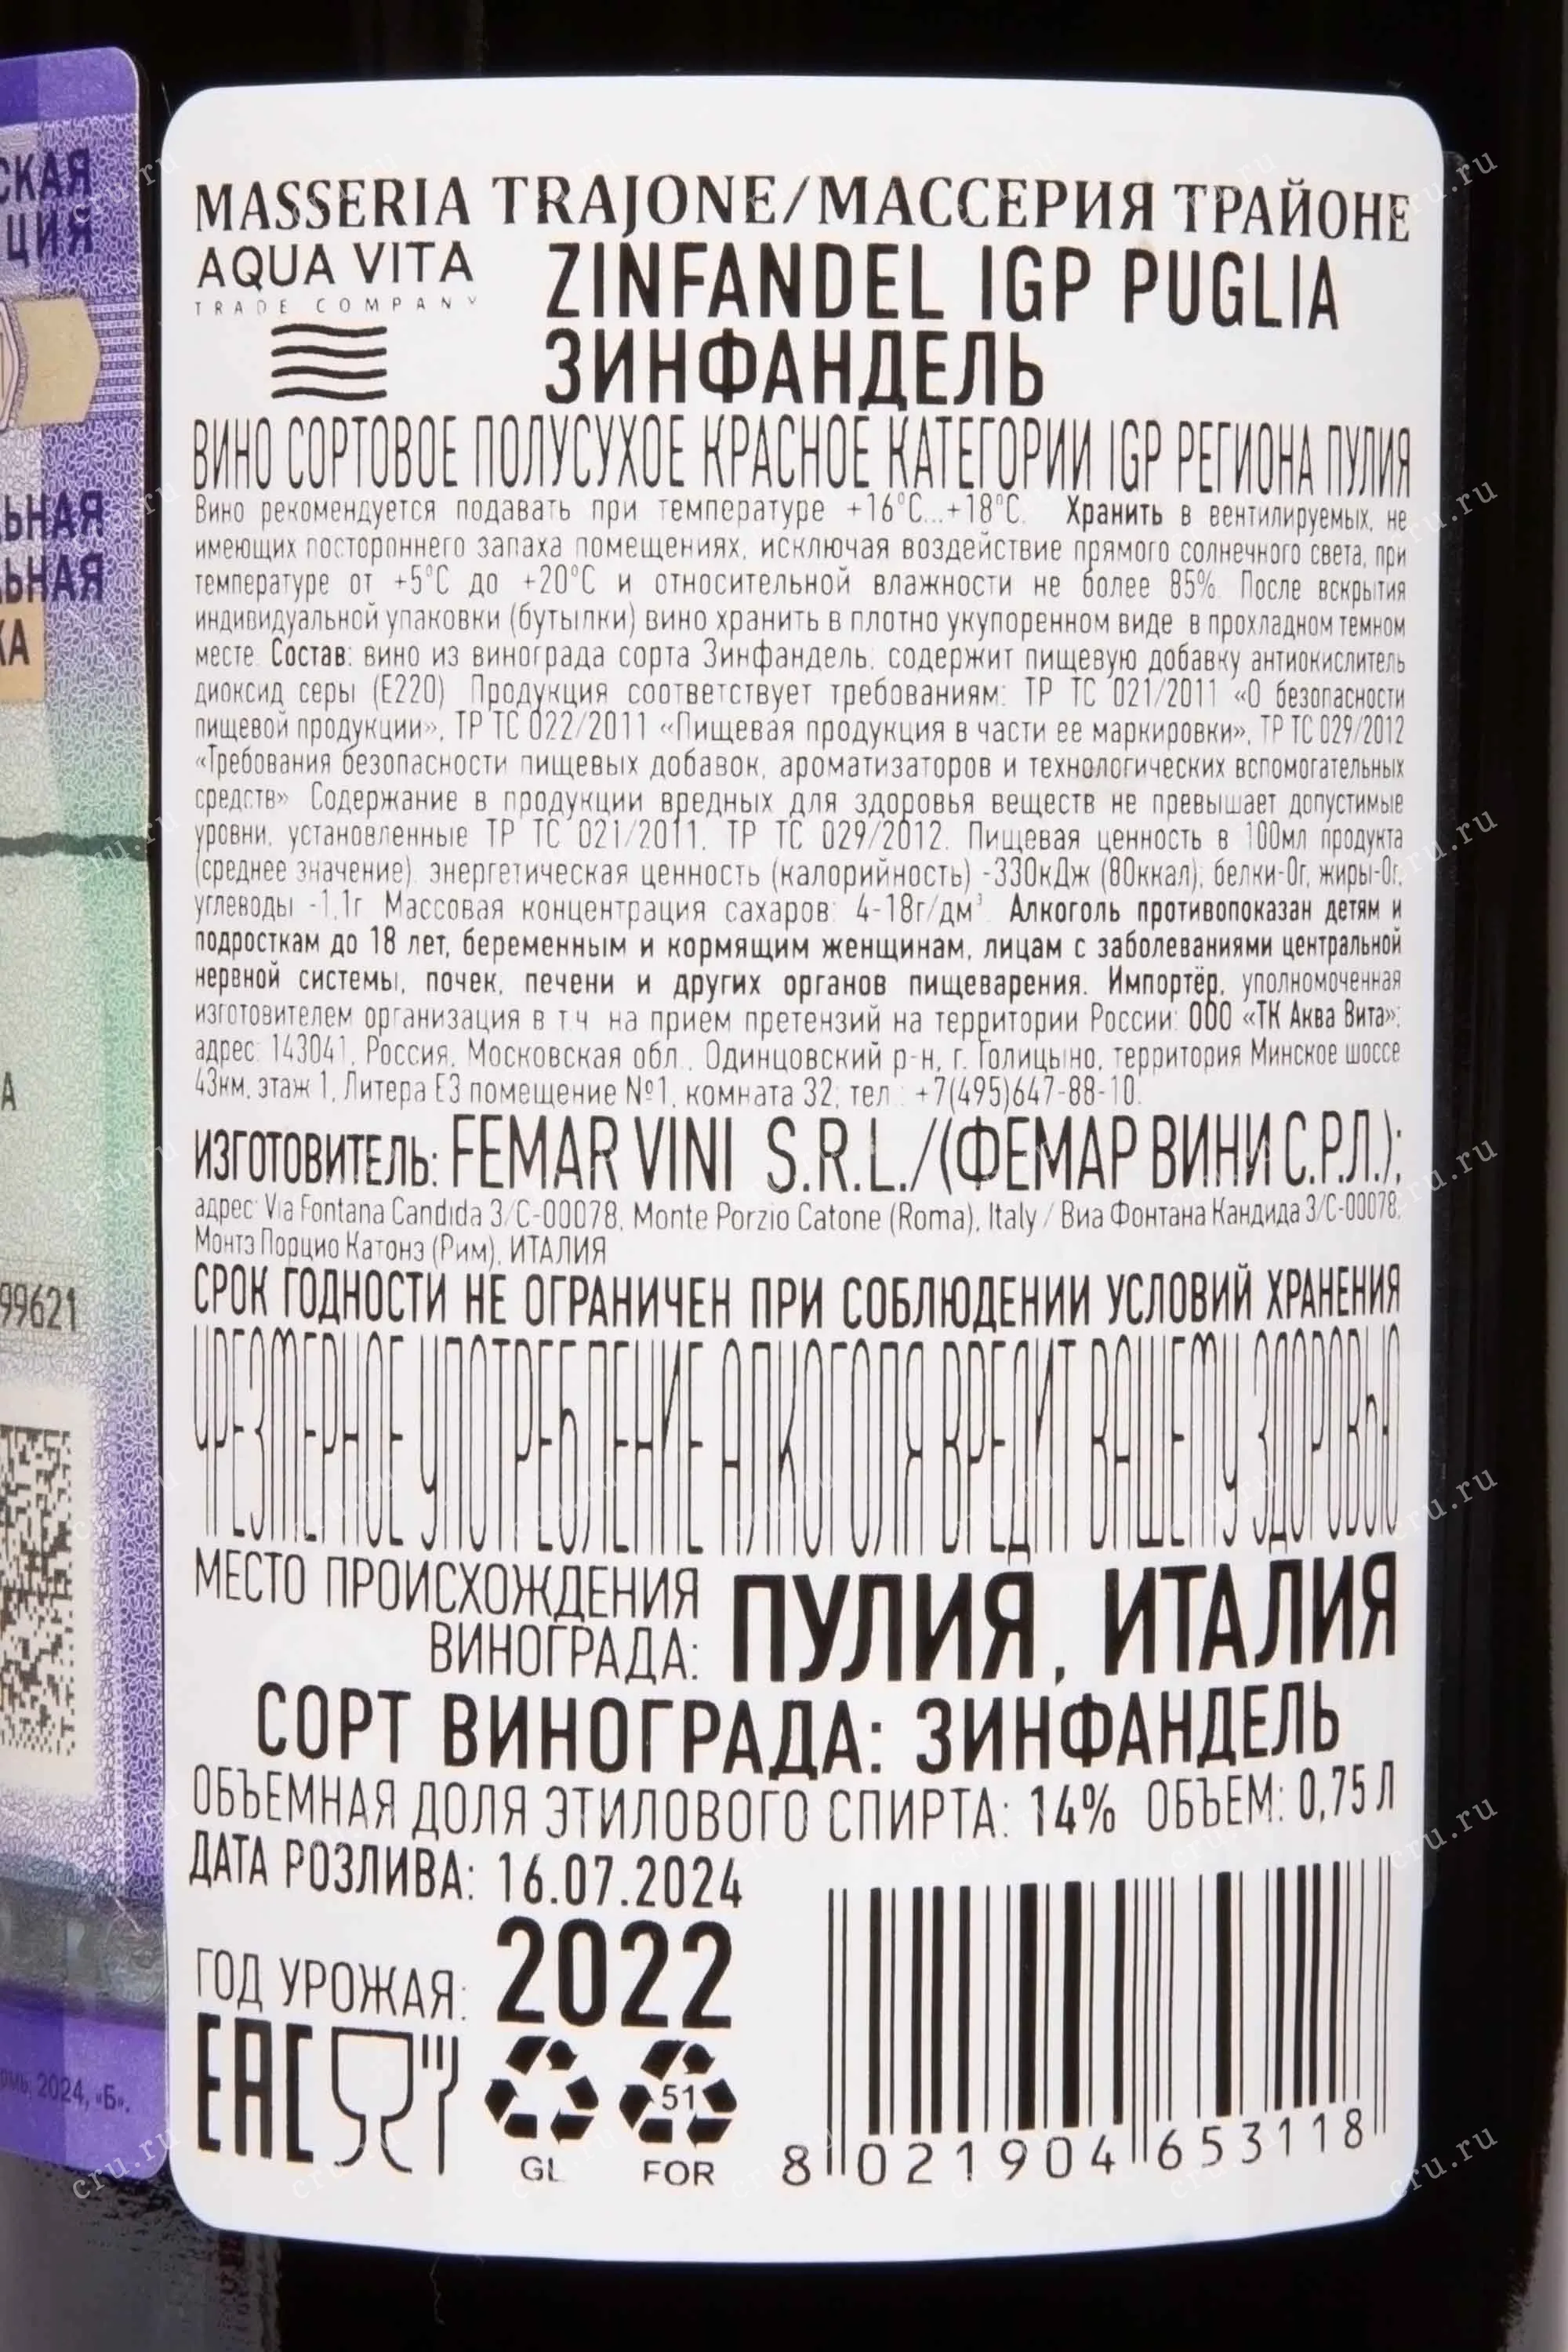 MASSERIA TRAJONE/МАССЕРИЯ ТРАЙОНЕ
AQUA VITA
TRADE COMPANY
ZINFANDEL IGP PUGLIA
ЗИНФАНДЕЛЬ
ВИНО СОРТОВОЕ ПОЛУСУХОЕ КРАСНОЕ КАТЕГОРИИ IGP РЕГИОНА ПУЛИЯ
Вино рекомендуется подавать при температуре +16°С...+18°С. Хранить в вентилируемых, не
имеющих постороннего запаха помещениях, исключая воздействие прямого солнечного света, при
температуре от +5°С до +20°С и относительной влажности не более 85%. После вскрытия
индивидуальной упаковки (бутылки) вино хранить в плотно укупоренном виде в прохладном темном
месте. Состав: вино из винограда сорта Зинфандель, содержит пищевую добавку антиокислитель
диоксид серы (Е220). Продукция соответствует требованиям: ТР ТС 021/2011 «О безопасности
пищевой продукции», ТР ТС 022/2011 «Пищевая продукция в части ее маркировки», ТР ТС 029/2012
«Требования безопасности пищевых добавок, ароматизаторов и технологических вспомогательных
средств». Содержание в продукции вредных для здоровья веществ не превышает допустимые
уровни, установленные ТР ТС 021/2011, ТР ТС 029/2012. Пищевая ценность в 100мл продукта
(среднее значение): энергетическая ценность (калорийность) -330кДж (80ккал); белки-0г, жиры-0г,
углеводы -1,1г. Массовая концентрация сахаров: 4-18г/дм³. Алкоголь противопоказан детям и
подросткам до 18 лет, беременным и кормящим женщинам, лицам с заболеваниями центральной
нервной системы, почек, печени и других органов пищеварения. Импортёр, уполномоченная
изготовителем организация в т.ч. на прием претензий на территории России: ООО «ТК Аква Вита»;
адрес: 143041, Россия, Московская обл., Одинцовский р-н, г. Голицыно, территория Минское шоссе
43км, этаж 1, Литера Е3 помещение №1, комната 32; тел.: +7(495)647-88-10.
ИЗГОТОВИТЕЛЬ: FEMAR VINI S.R.L./(ФЕМАР ВИНИ С.Р.Л.);
адрес: Via Fontana Candida 3/C-00078, Monte Porzio Catone (Roma), Italy / Виа Фонтана Кандида 3/С-00078,
Монтэ Порцио Катонэ (Рим), ИТАЛИЯ
СРОК ГОДНОСТИ НЕ ОГРАНИЧЕН ПРИ СОБЛЮДЕНИИ УСЛОВИЙ ХРАНЕНИЯ
ЧРЕЗМЕРНОЕ УПОТРЕБЛЕНИЕ АЛКОГОЛЯ ВРЕДИТ ВАШЕМУ ЗДОРОВЬЮ
МЕСТО ПРОИСХОЖДЕНИЯ
ВИНОГРАДА: ПУЛИЯ, ИТАЛИЯ
СОРТ ВИНОГРАДА: ЗИНФАНДЕЛЬ
ОБЪЕМНАЯ ДОЛЯ ЭТИЛОВОГО СПИРТА: 14% ОБЪЕМ: 0,75 Л
ДАТА РОЗЛИВА: 16.07.2024
ГОД УРОЖАЯ: 2022
EAC
51
GL
FOR
8 021904 653118
99621
2024, «Б».
cru.ru